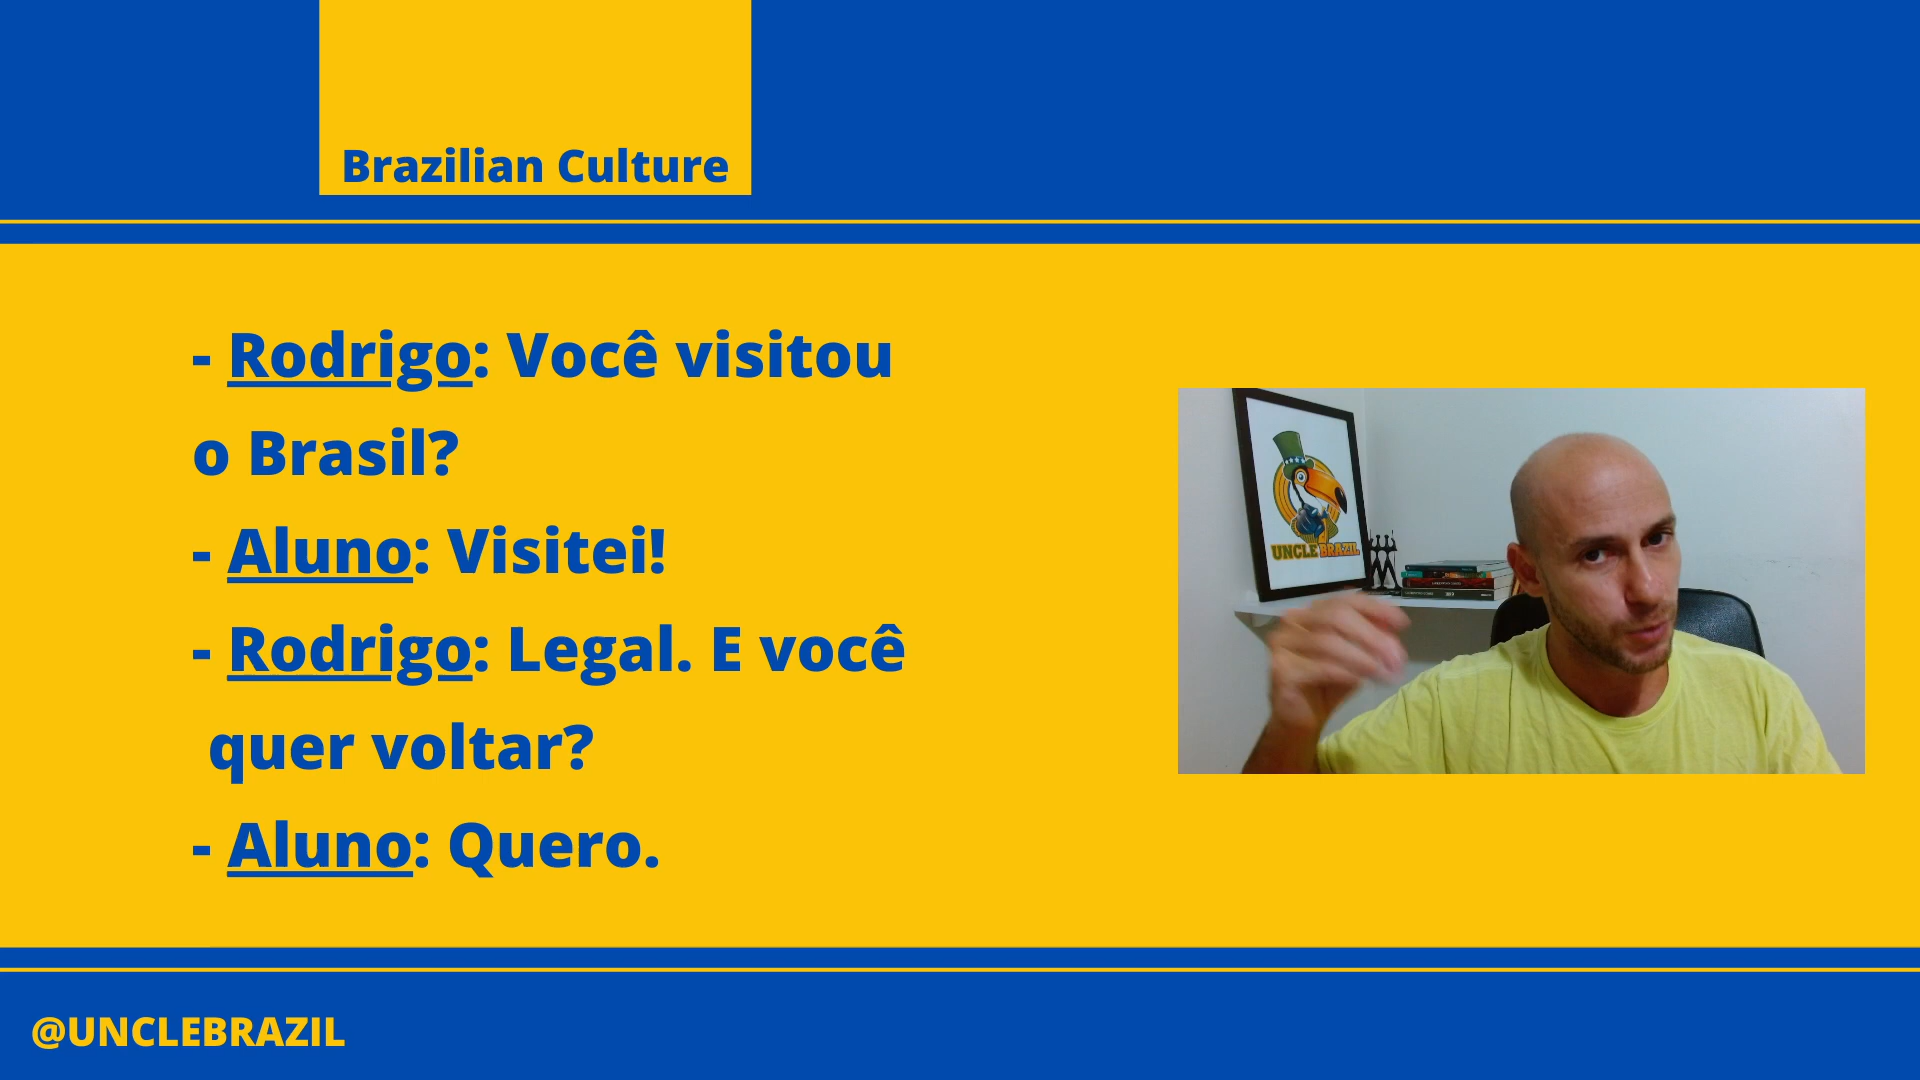 Brazilian Culture
- Rodrigo: Você visitou
o Brasil?
- Aluno: Visitei!
- Rodrigo: Legal. E você
quer voltar?
- Aluno: Quero.
UNCLE BRAZIL
@UNCLEBRAZIL